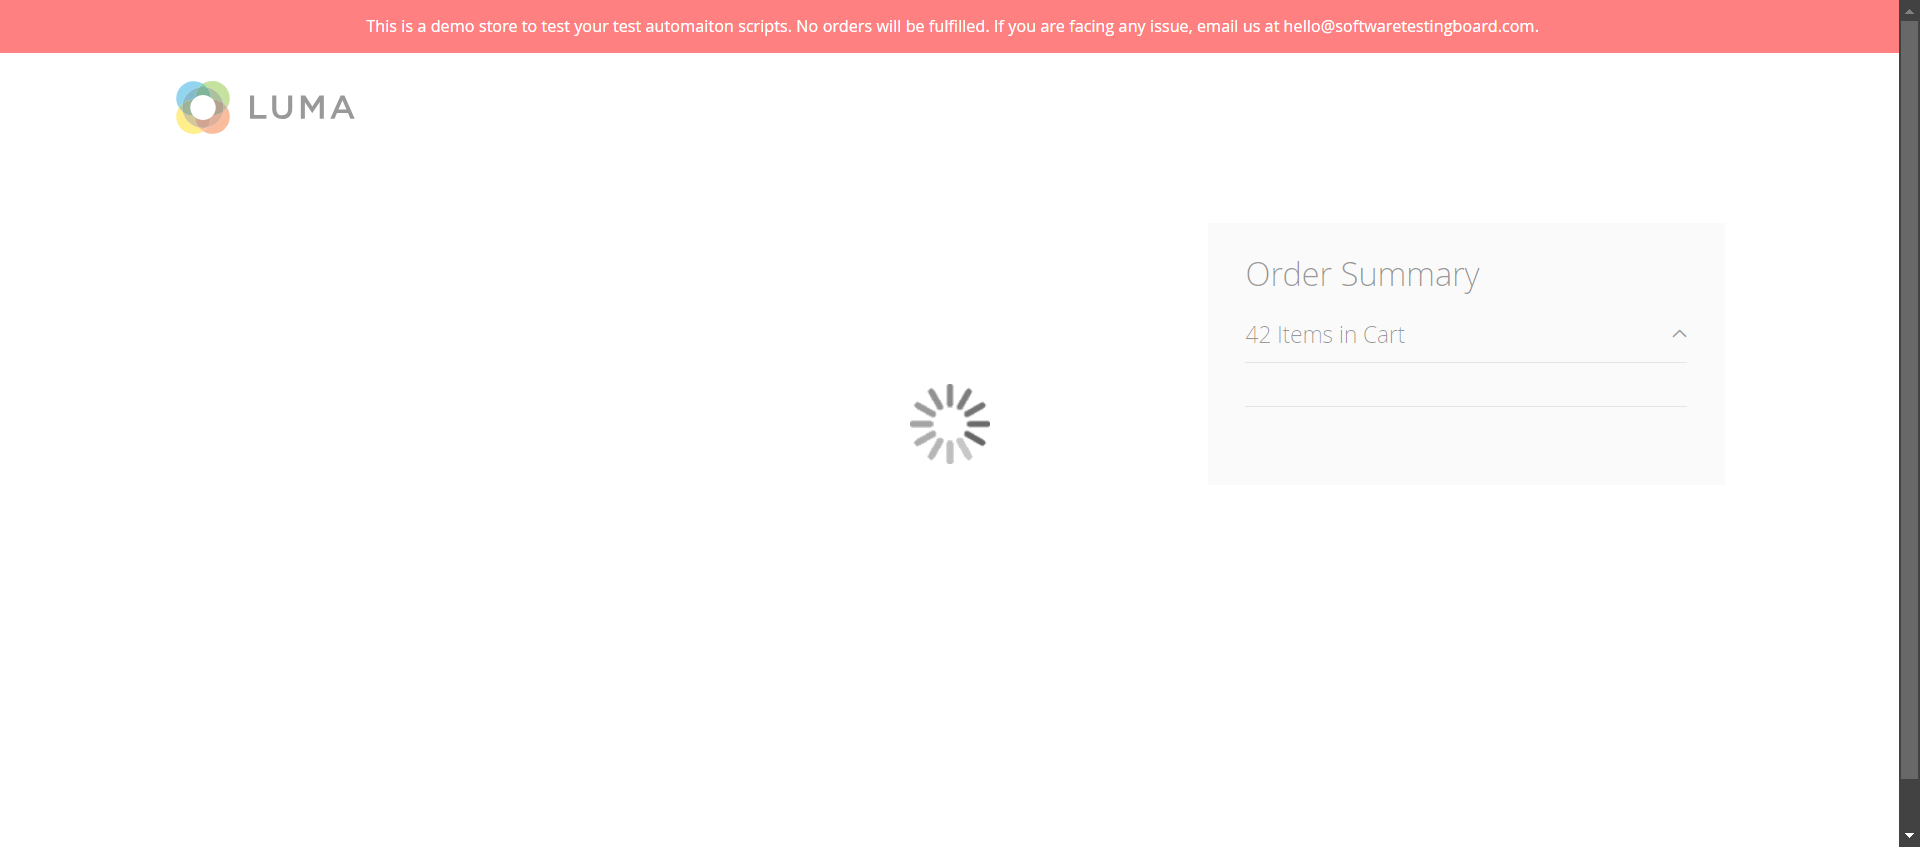 This is a demo store to test your test automaiton scripts. No orders will be fulfilled. If you are facing any issue, email us at hello@softwaretestingboard.com.
LUMA
Order Summary
42 Items in Cart